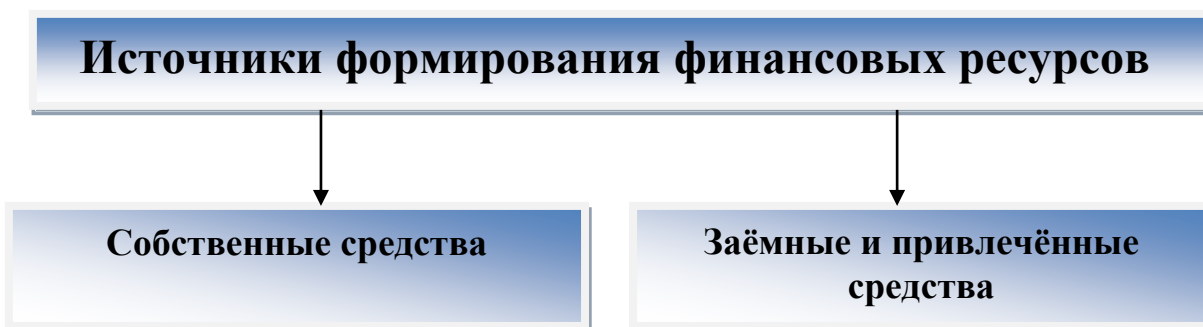 Источники формирования финансовых ресурсов
Собственные средства
Заёмные и привлечённые
средства